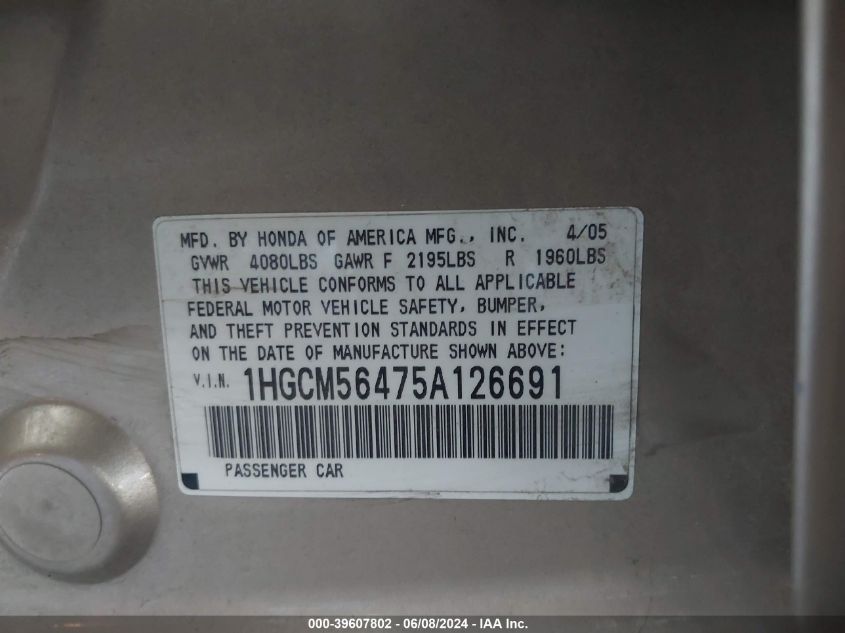 MFD. BY HONDA OF AMERICA MFG., INC. 4/05
GVWR 4080LBS GAWR F 2195LBS R 1960LBS
THIS VEHICLE CONFORMS TO ALL APPLICABLE
FEDERAL MOTOR VEHICLE SAFETY, BUMPER,
AND THEFT PREVENTION STANDARDS IN EFFECT
ON THE DATE OF MANUFACTURE SHOWN ABOVE:
V.I.N. 1HGCM56475A126691
PASSENGER CAR
000-39607802 - 06/08/2024 - IAA Inc.